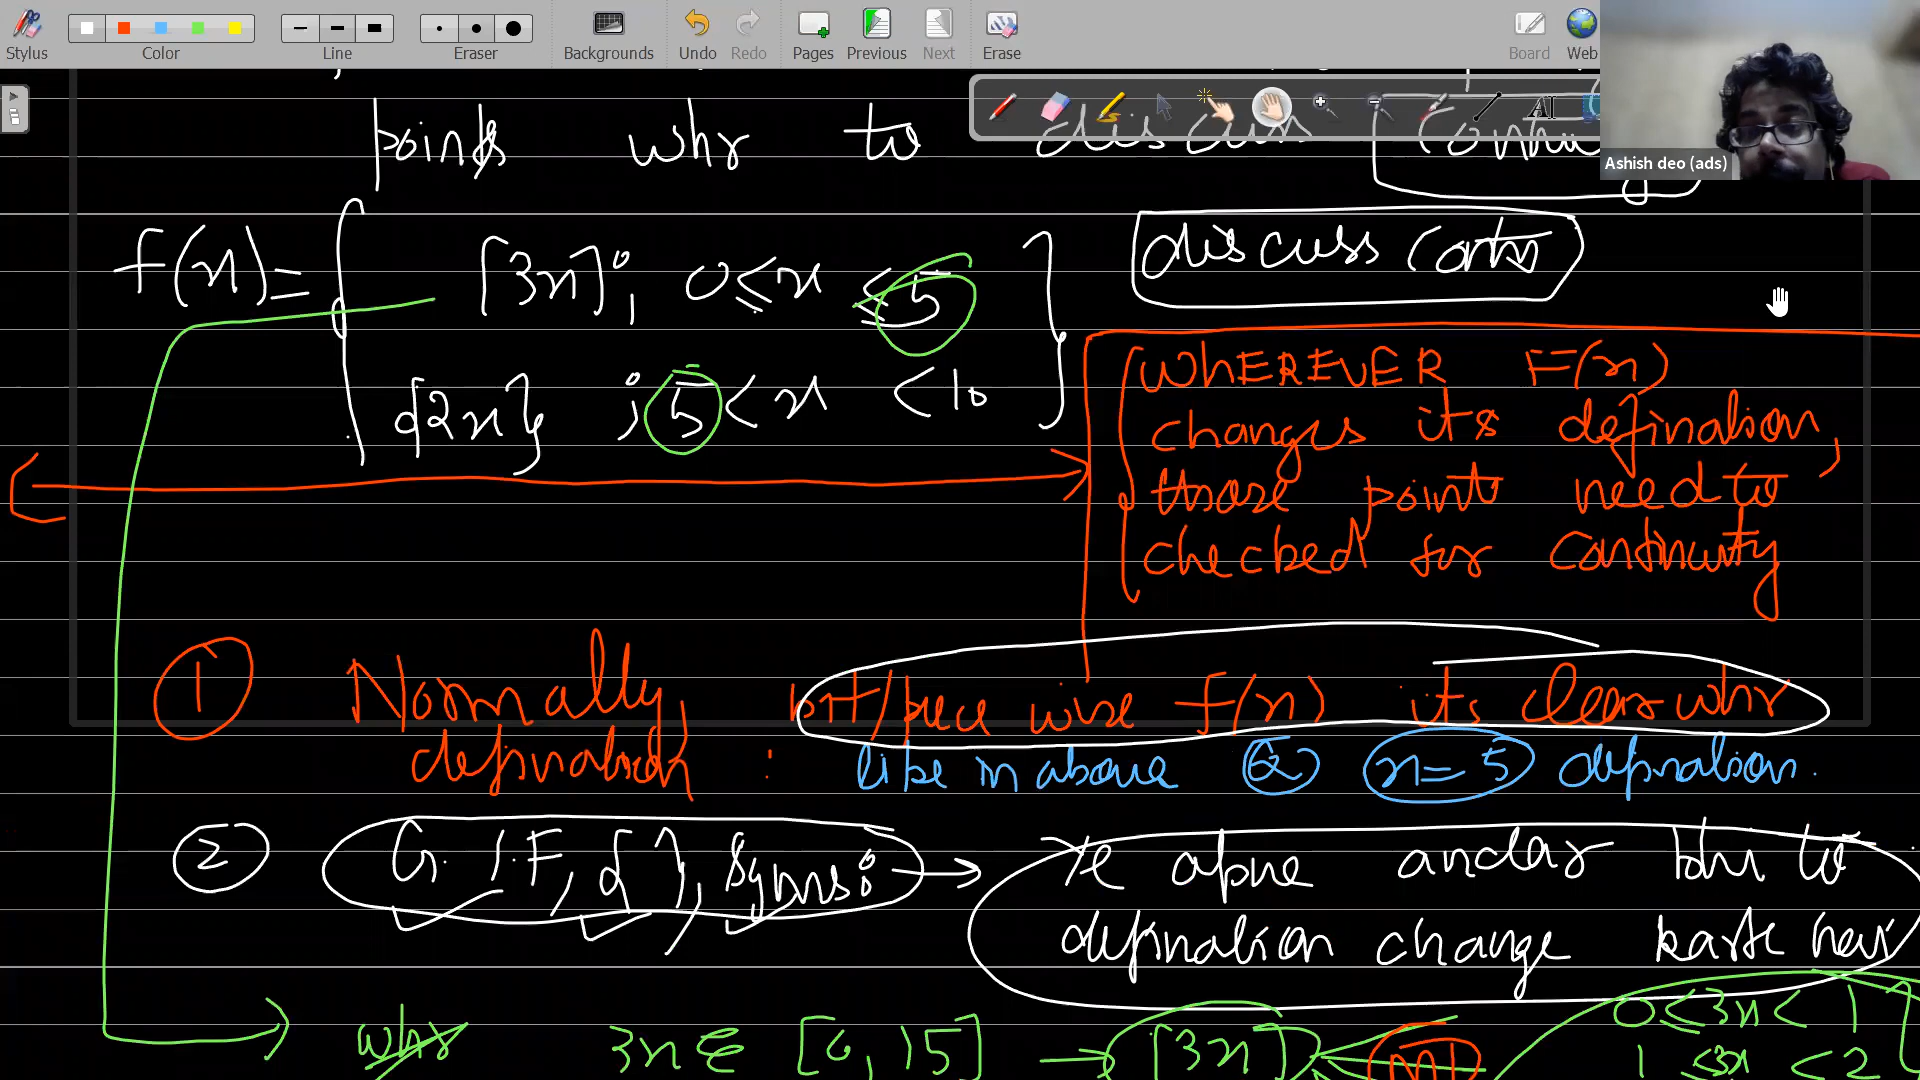 Stylus Color Line Eraser Backgrounds Undo Redo Pages Previous Next Erase Board Web
Ashish deo (ads)
points whr to discuss
f(x)= [3x] ; 0≤x ≤5
{2x} ; 5<x <10
discuss contn
WHEREVER F(x)
changes its defination,
those points need to
checked for continuity
① Normally, brt/piece wise f(x) its clear whr
defination : like in above Q x=5 defination.
② G.I.F, { }, Sgns: → Ye apne andar bhi to
defination change karte hai
whr 3x∈ [0,15] → [3x] 0≤3x<1
1≤3x<2